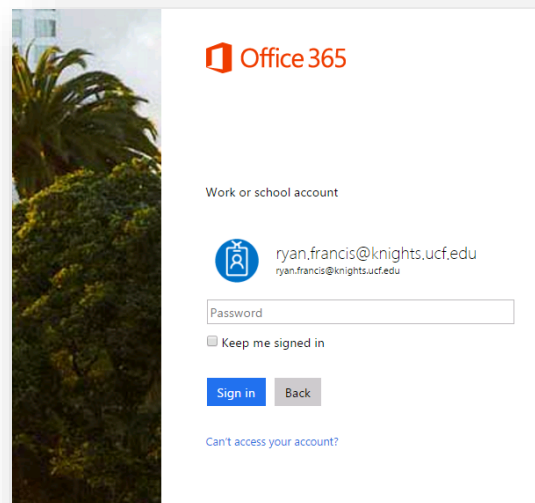 Office 365
Work or school account
ryan.francis@knights.ucf.edu
ryan.francis@knights.ucf.edu
Password
Keep me signed in
Sign in
Back
Can't access your account?